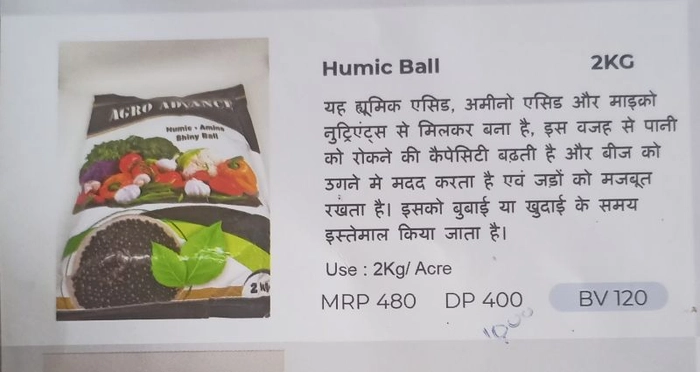 AGRO ADVANCE
Humic - Amino
Shiny Ball
2 kg
Humic Ball 2KG
यह ह्यूमिक एसिड, अमीनो एसिड और माइक्रो
नुट्रिएंट्स से मिलकर बना है, इस वजह से पानी
को रोकने की कैपेसिटी बढ़ती है और बीज को
उगने मे मदद करता है एवं जड़ों को मजबूत
रखता है। इसको बुबाई या खुदाई के समय
इस्तेमाल किया जाता है।
Use : 2Kg/ Acre
MRP 480 DP 400 BV 120